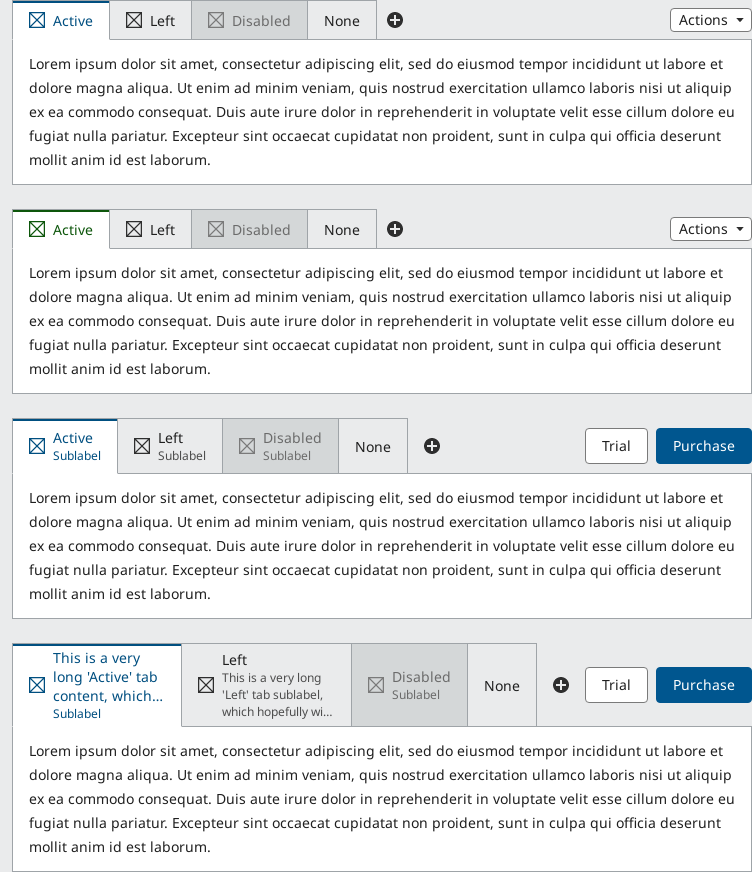 Active Left Disabled None Actions
Lorem ipsum dolor sit amet, consectetur adipiscing elit, sed do eiusmod tempor incididunt ut labore et
dolore magna aliqua. Ut enim ad minim veniam, quis nostrud exercitation ullamco laboris nisi ut aliquip
ex ea commodo consequat. Duis aute irure dolor in reprehenderit in voluptate velit esse cillum dolore eu
fugiat nulla pariatur. Excepteur sint occaecat cupidatat non proident, sunt in culpa qui officia deserunt
mollit anim id est laborum.
Active Left Disabled None Actions
Lorem ipsum dolor sit amet, consectetur adipiscing elit, sed do eiusmod tempor incididunt ut labore et
dolore magna aliqua. Ut enim ad minim veniam, quis nostrud exercitation ullamco laboris nisi ut aliquip
ex ea commodo consequat. Duis aute irure dolor in reprehenderit in voluptate velit esse cillum dolore eu
fugiat nulla pariatur. Excepteur sint occaecat cupidatat non proident, sunt in culpa qui officia deserunt
mollit anim id est laborum.
Active
Sublabel
Left
Sublabel
Disabled
Sublabel
None
Trial
Purchase
Lorem ipsum dolor sit amet, consectetur adipiscing elit, sed do eiusmod tempor incididunt ut labore et
dolore magna aliqua. Ut enim ad minim veniam, quis nostrud exercitation ullamco laboris nisi ut aliquip
ex ea commodo consequat. Duis aute irure dolor in reprehenderit in voluptate velit esse cillum dolore eu
fugiat nulla pariatur. Excepteur sint occaecat cupidatat non proident, sunt in culpa qui officia deserunt
mollit anim id est laborum.
This is a very
long 'Active' tab
content, which...
Sublabel
Left
This is a very long
'Left' tab sublabel,
which hopefully wi...
Disabled
Sublabel
None
Trial
Purchase
Lorem ipsum dolor sit amet, consectetur adipiscing elit, sed do eiusmod tempor incididunt ut labore et
dolore magna aliqua. Ut enim ad minim veniam, quis nostrud exercitation ullamco laboris nisi ut aliquip
ex ea commodo consequat. Duis aute irure dolor in reprehenderit in voluptate velit esse cillum dolore eu
fugiat nulla pariatur. Excepteur sint occaecat cupidatat non proident, sunt in culpa qui officia deserunt
mollit anim id est laborum.